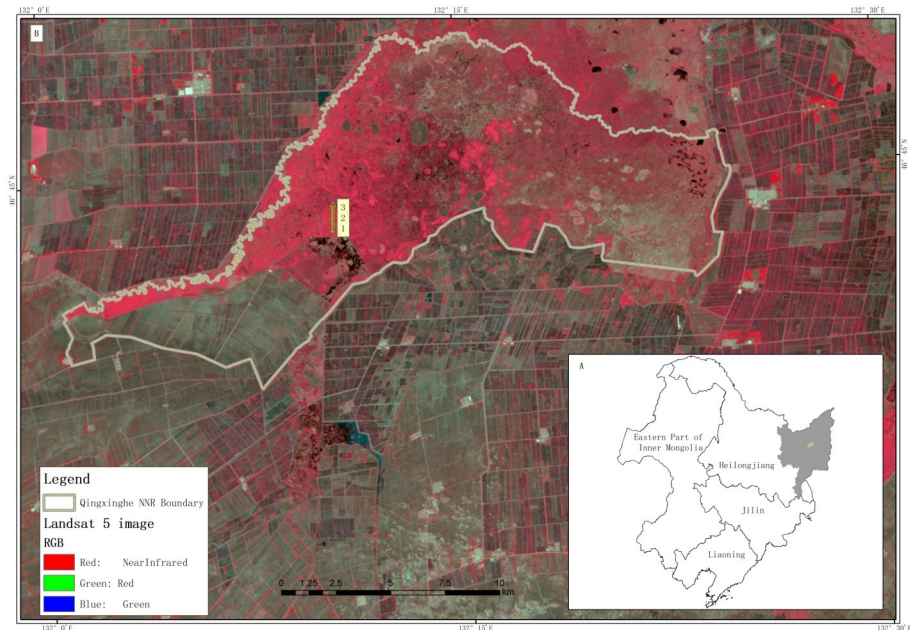 132° 0′E
132° 15′E
132° 30′E
B
46° 45′N
46° 45′N
3
2
1
A
Eastern Part of
Inner Mongolia
Heilongjiang
Jilin
Liaoning
Legend
Qingxinghe NNR Boundary
Landsat 5 image
RGB
Red: NearInfrared
Green: Red
Blue: Green
0 1.25 2.5 5 7.5 10
km
132° 0′E
132° 15′E
132° 30′E